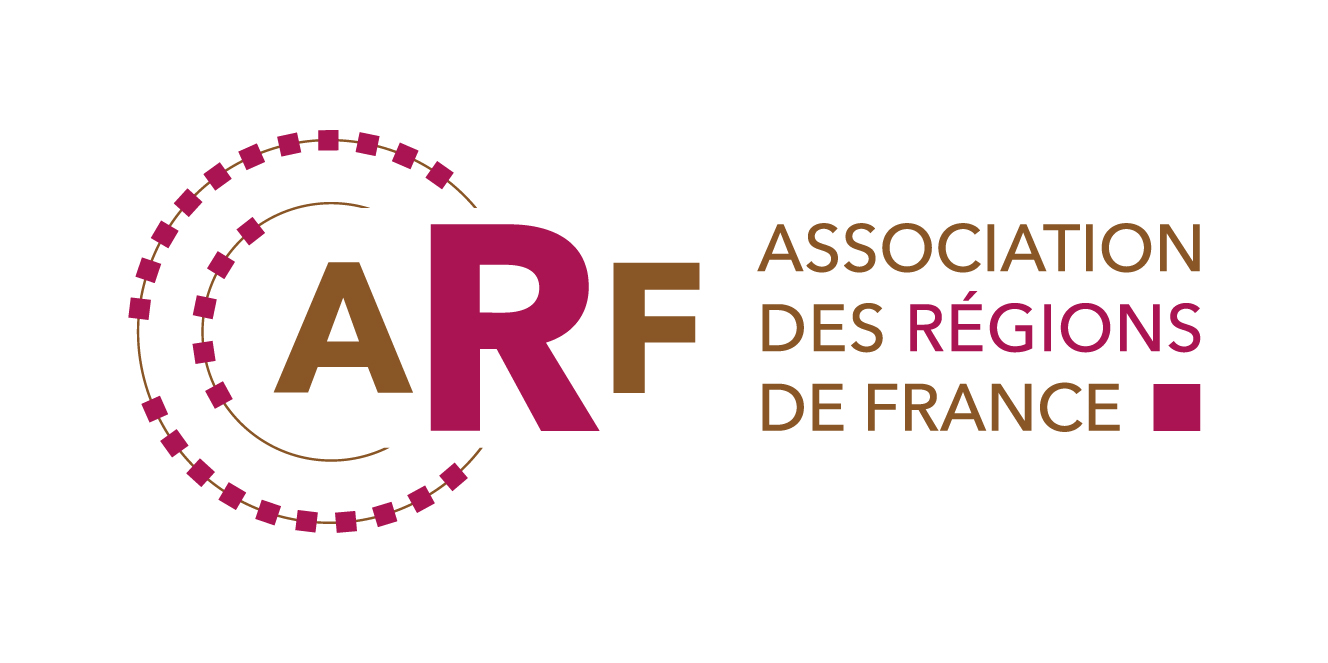 ARF
ASSOCIATION
DES RÉGIONS
DE FRANCE